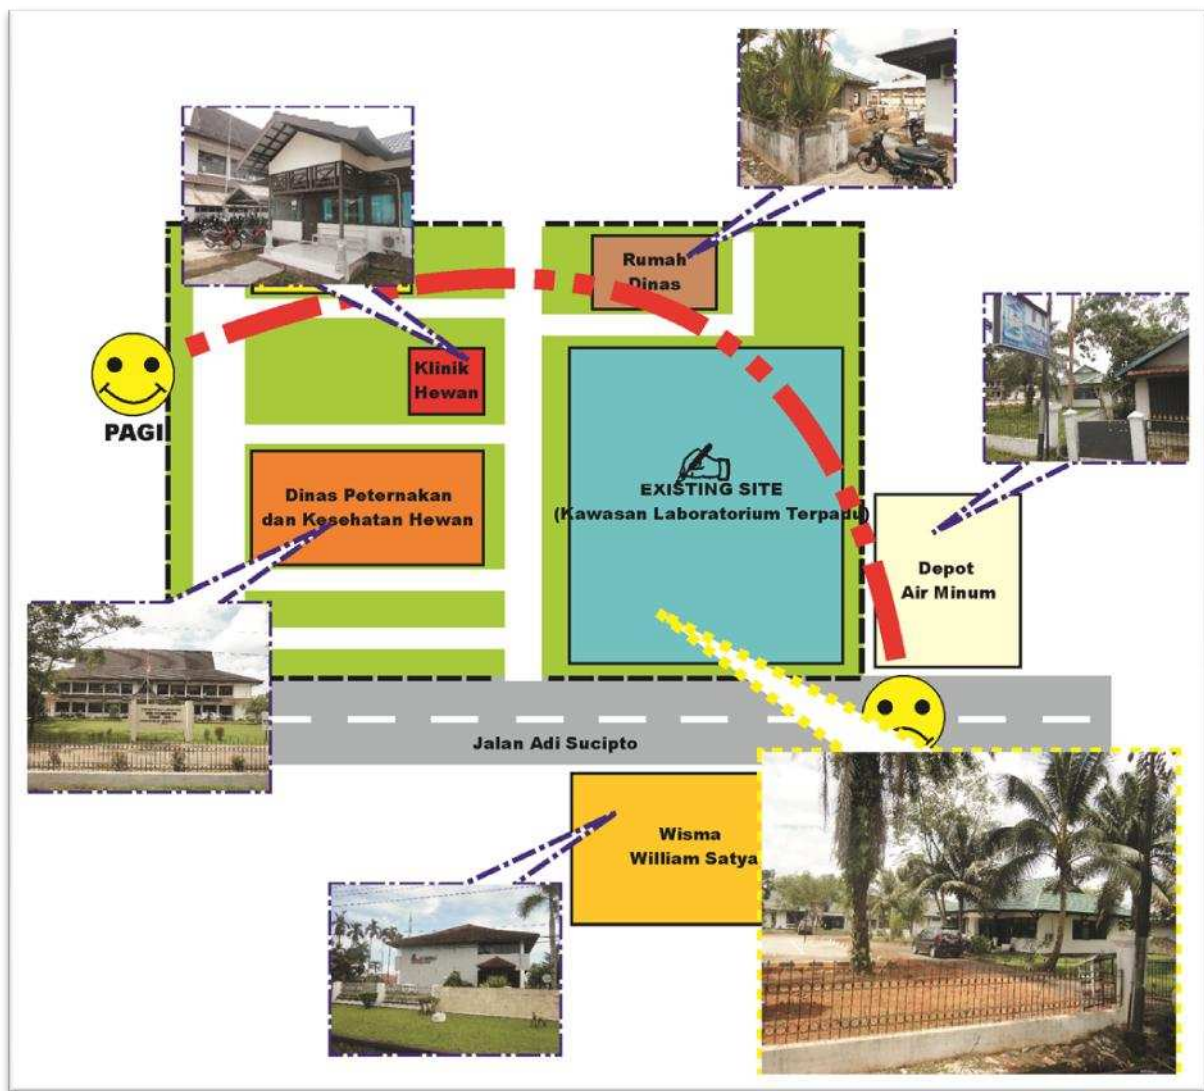 Rumah
Dinas
Klinik
Hewan
PAGI
Dinas Peternakan
dan Kesehatan Hewan
EXISTING SITE
(Kawasan Laboratorium Terpadu)
Depot
Air Minum
Jalan Adi Sucipto
Wisma
William Satya